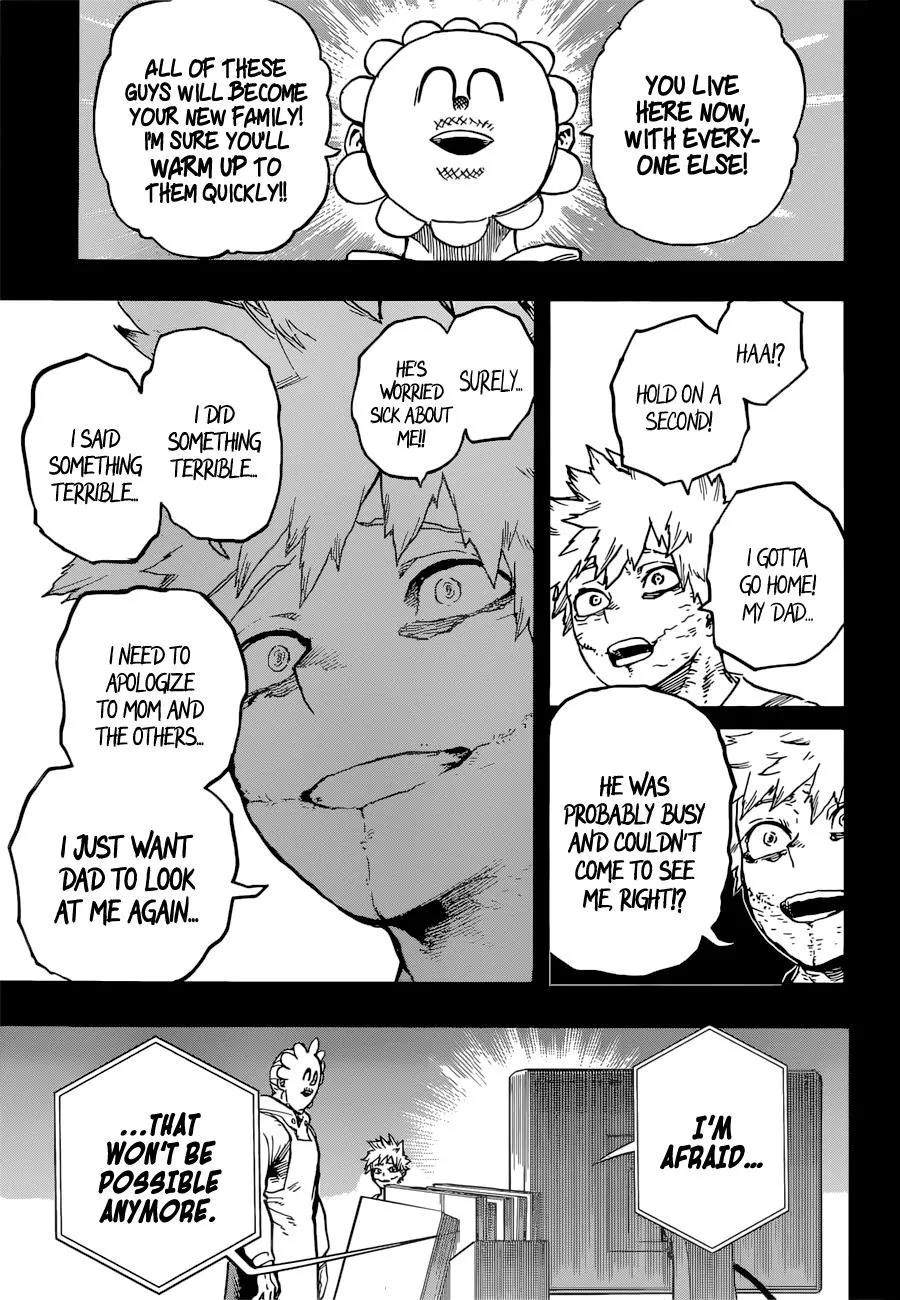 YOU LIVE
HERE NOW,
WITH EVERY-
ONE ELSE!
ALL OF THESE
GUYS WILL BECOME
YOUR NEW FAMILY!
I'M SURE YOU'LL
WARM UP TO
THEM QUICKLY!!
HAA!?
HOLD ON A
SECOND!
I GOTTA
GO HOME!
MY DAD...
HE WAS
PROBABLY BUSY
AND COULDN'T
COME TO SEE
ME, RIGHT!?
SURELY...
HE'S
WORRIED
SICK ABOUT
ME!!
I DID
SOMETHING
TERRIBLE...
I SAID
SOMETHING
TERRIBLE...
I NEED TO
APOLOGIZE
TO MOM AND
THE OTHERS...
I JUST WANT
DAD TO LOOK
AT ME AGAIN...
I'M
AFRAID...
...THAT
WON'T BE
POSSIBLE
ANYMORE.